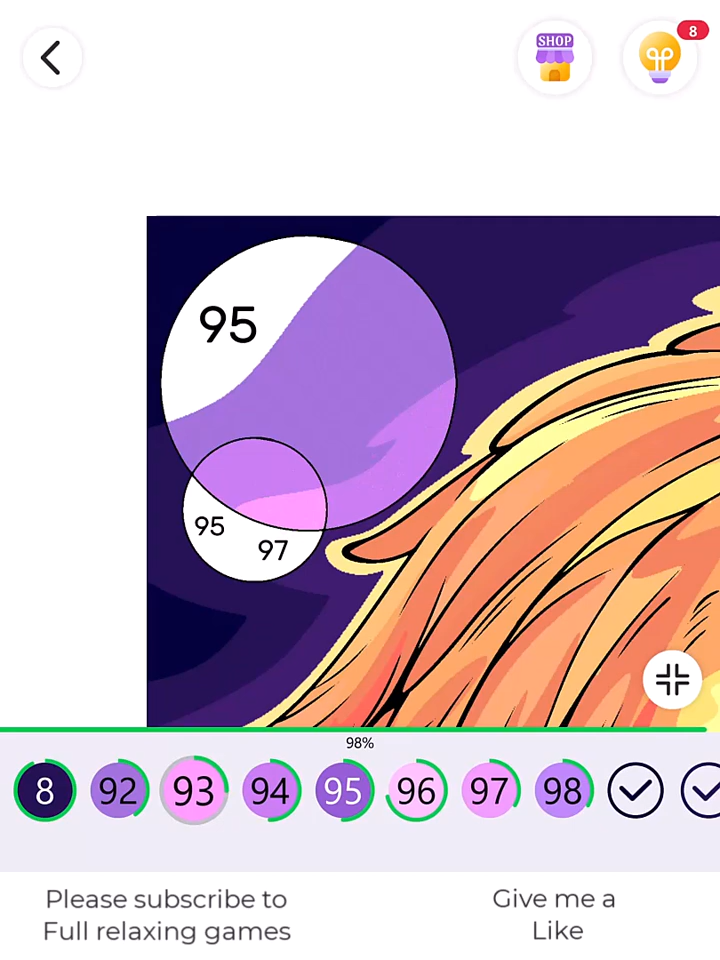 SHOP
8
95
95
97
98%
8 92 93 94 95 96 97 98
Please subscribe to
Full relaxing games
Give me a
Like